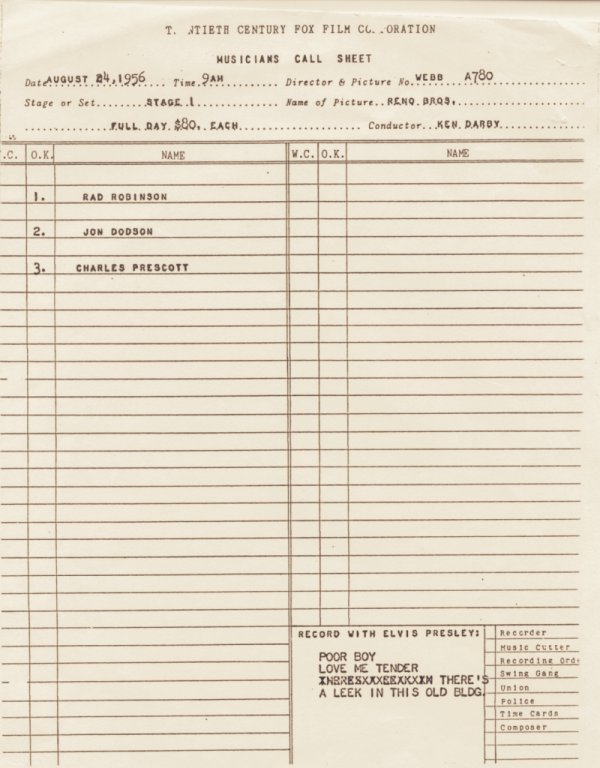 T. NTIETH CENTURY FOX FILM CO. .ORATION
MUSICIANS CALL SHEET
Date AUGUST 24,1956 Time. 9AM Director & Picture No. WEBB A780
Stage or Set STAGE 1 Name of Picture RENO BROS.
FULL DAY $80. EACH Conductor KEN DARBY
.C. O.K. NAME W.C. O.K. NAME
1. RAD ROBINSON
2. JON DODSON
3. CHARLES PRESCOTT
RECORD WITH ELVIS PRESLEY:
POOR BOY
LOVE ME TENDER
THERE'S
A LEEK IN THIS OLD BLDG.
Recorder
Music Cutter
Recording Orde
Swing Gang
Union
Police
Time Cards
Composer